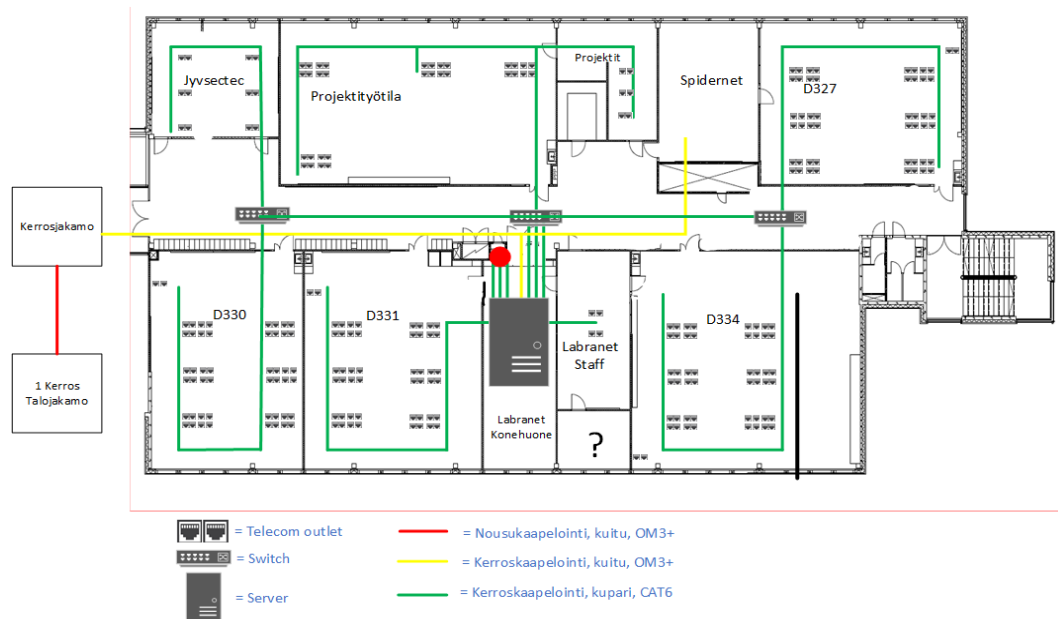 Jyvsectec
Projektityötila
Projektit
Spidernet
D327
Kerrosjakamo
1 Kerros
Talojakamo
D330
D331
Labranet
Staff
D334
Labranet
Konehuone
?
= Telecom outlet
= Switch
= Server
= Nousukaapelointi, kuitu, OM3+
= Kerroskaapelointi, kuitu, OM3+
= Kerroskaapelointi, kupari, CAT6